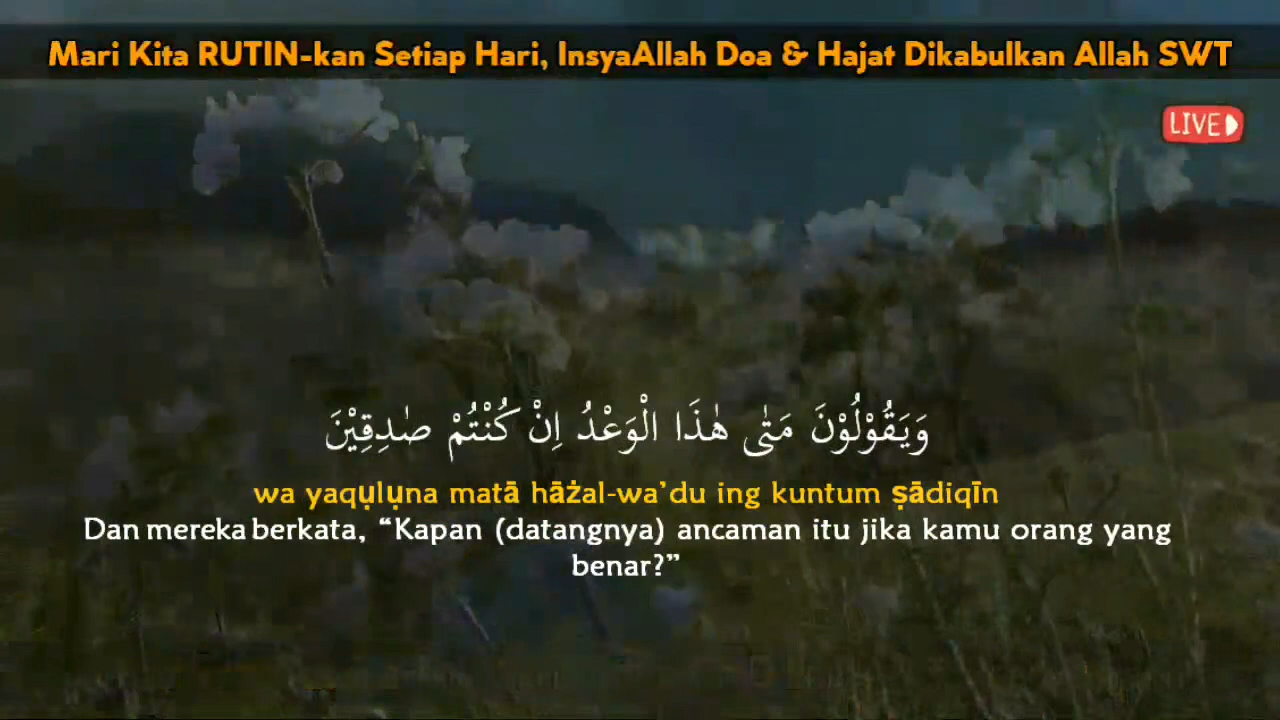 Mari Kita RUTIN-kan Setiap Hari, InsyaAllah Doa & Hajat Dikabulkan Allah SWT
LIVE
وَيَقُوْلُوْنَ مَتٰى هٰذَا الْوَعْدُ اِنْ كُنْتُمْ صٰدِقِيْنَ
wa yaqụlụna matā hāżal-wa’du ing kuntum ṣādiqīn
Dan mereka berkata, “Kapan (datangnya) ancaman itu jika kamu orang yang
benar?”